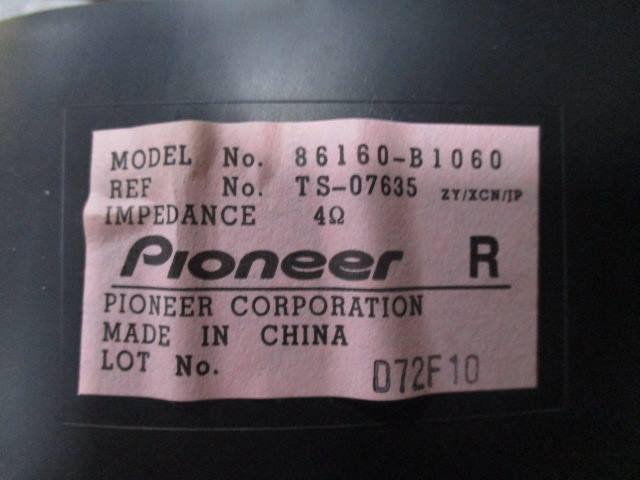 MODEL No. 86160-B1060
REF No. TS-07635 ZY/XCN/JP
IMPEDANCE 4Ω
Pioneer R
PIONEER CORPORATION
MADE IN CHINA
LOT No. D72F10